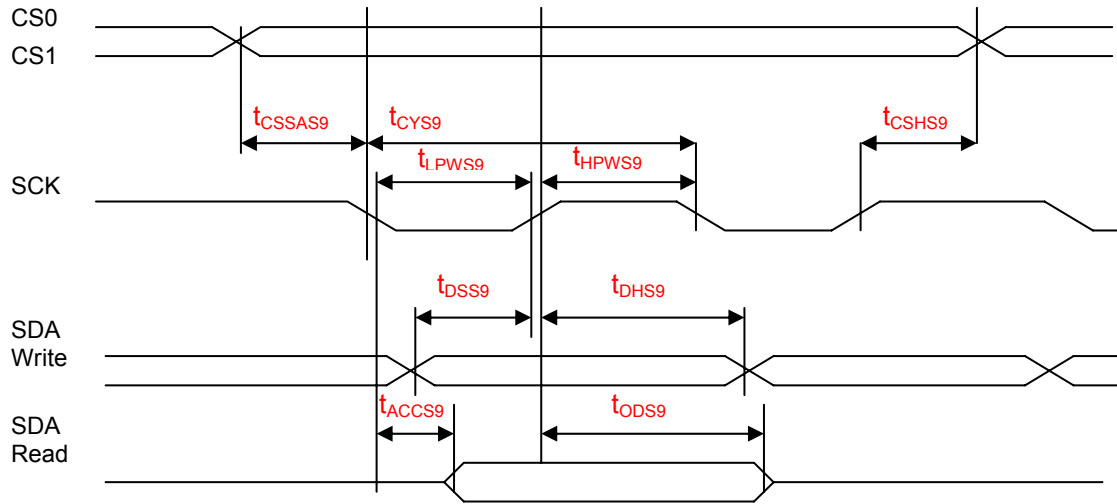 CS0
CS1
tCSSAS9
tCYS9
tCSHS9
tLPWS9
tHPWS9
SCK
tDSS9
tDHS9
SDA
Write
tACCS9
tODS9
SDA
Read